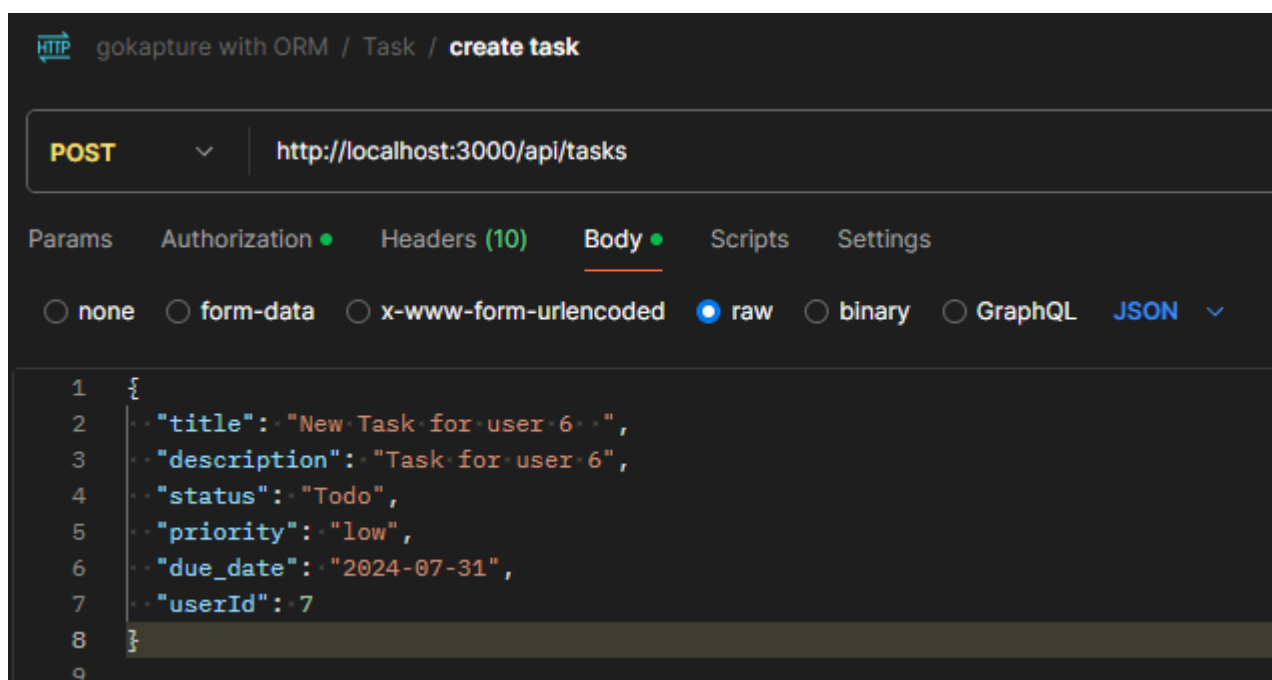 HTTP gokapture with ORM / Task / create task
POST http://localhost:3000/api/tasks
Params Authorization Headers (10) Body Scripts Settings
none form-data x-www-form-urlencoded raw binary GraphQL JSON
1 {
2 "title": "New Task for user 6  ",
3 "description": "Task for user 6",
4 "status": "Todo",
5 "priority": "low",
6 "due_date": "2024-07-31",
7 "userId": 7
8 }
9